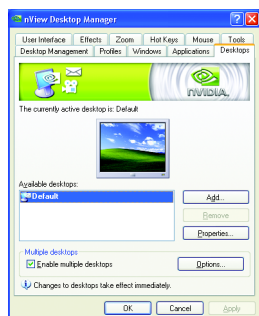 nView Desktop Manager
User Interface Effects Zoom Hot Keys Mouse Tools
Desktop Management Profiles Windows Applications Desktops
NVIDIA.
The currently active desktop is: Default
Available desktops:
Default
Add...
Remove
Properties...
Multiple desktops
Enable multiple desktops
Options...
Changes to desktops take effect immediately.
OK Cancel Apply